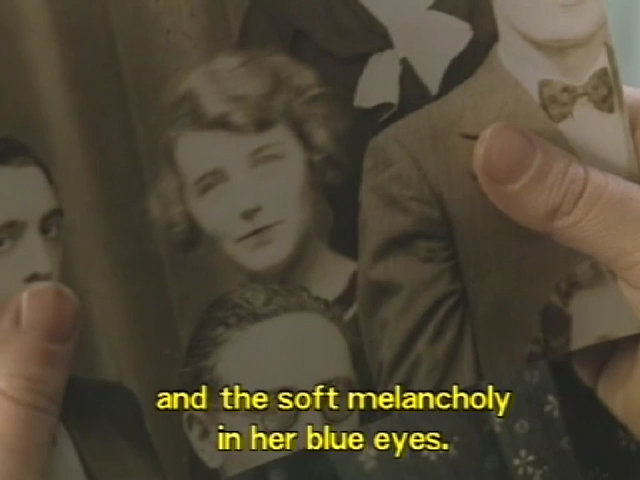 and the soft melancholy
in her blue eyes.